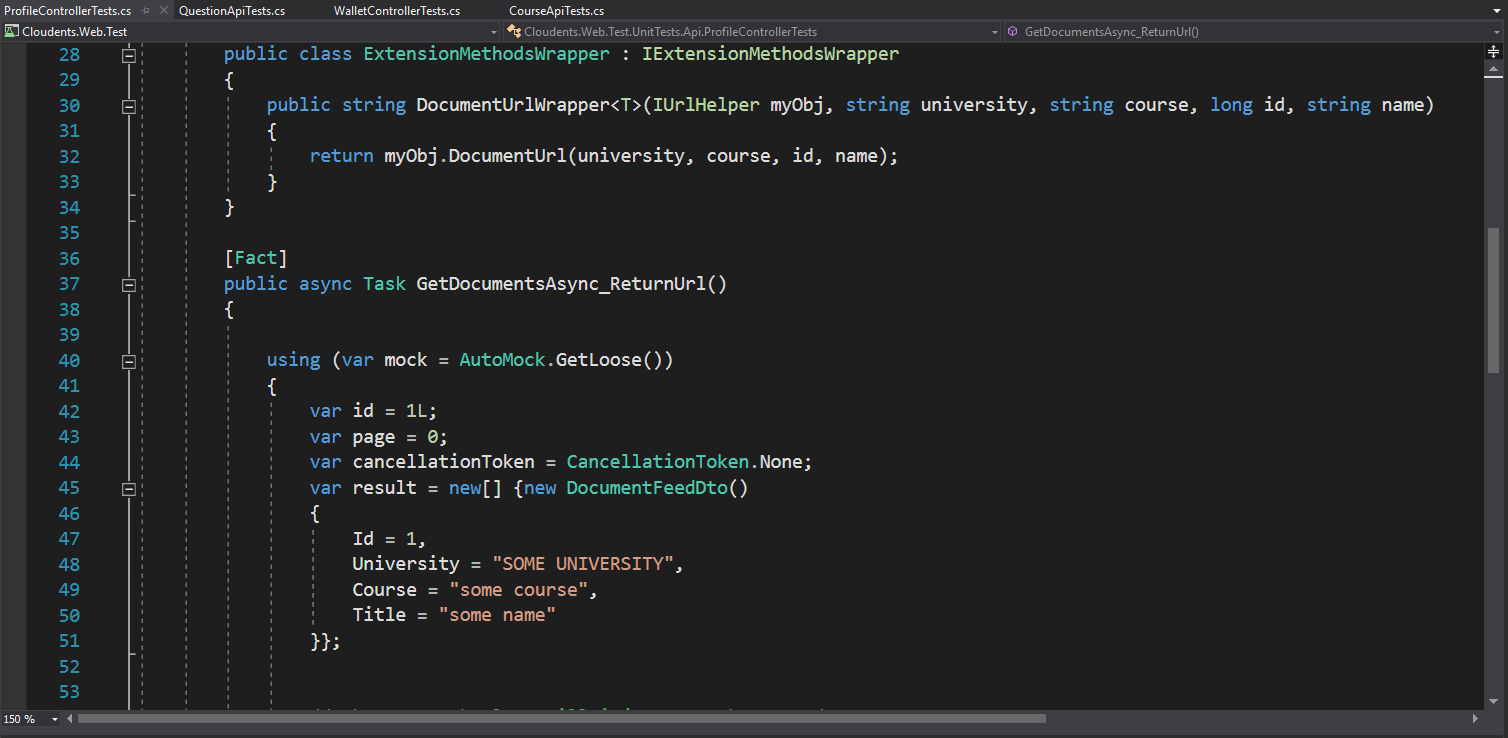 ProfileControllerTests.cs QuestionApiTests.cs WalletControllerTests.cs CourseApiTests.cs
Cloudents.Web.Test Cloudents.Web.Test.UnitTests.Api.ProfileControllerTests GetDocumentsAsync_ReturnUrl()
28 public class ExtensionMethodsWrapper : IExtensionMethodsWrapper
29 {
30 public string DocumentUrlWrapper<T>(IUrlHelper myObj, string university, string course, long id, string name)
31 {
32 return myObj.DocumentUrl(university, course, id, name);
33 }
34 }
35
36 [Fact]
37 public async Task GetDocumentsAsync_ReturnUrl()
38 {
39
40 using (var mock = AutoMock.GetLoose())
41 {
42 var id = 1L;
43 var page = 0;
44 var cancellationToken = CancellationToken.None;
45 var result = new[] {new DocumentFeedDto()
46 {
47 Id = 1,
48 University = "SOME UNIVERSITY",
49 Course = "some course",
50 Title = "some name"
51 }};
52
53
150 %